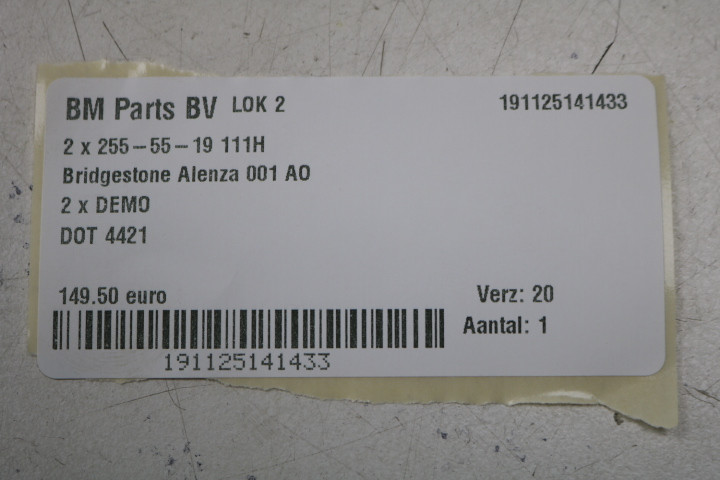 BM Parts BV LOK 2 191125141433
2 x 255-55-19 111H
Bridgestone Alenza 001 AO
2 x DEMO
DOT 4421
149.50 euro Verz: 20
Aantal: 1
191125141433